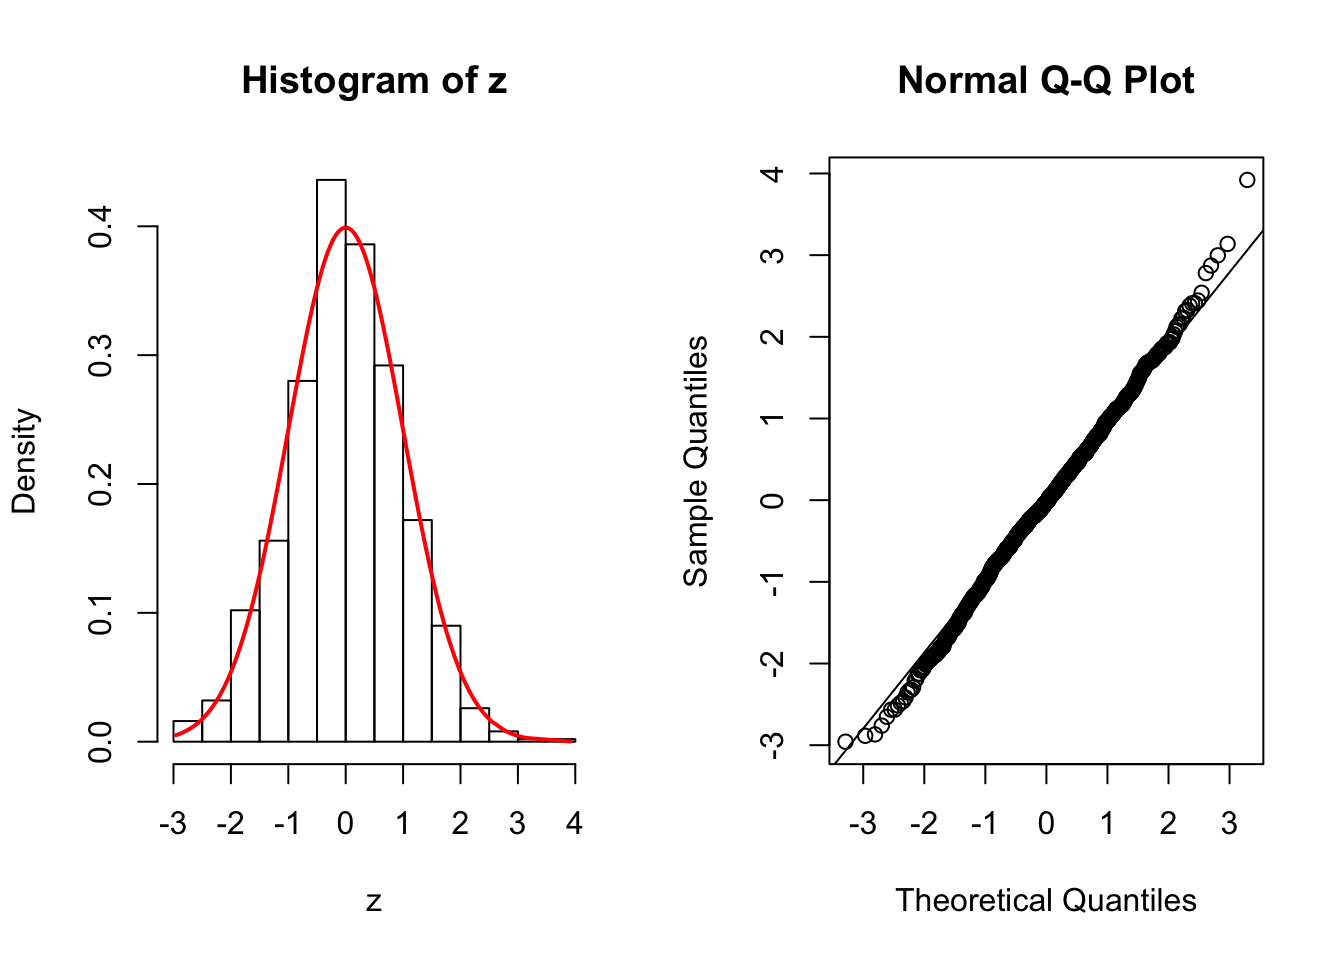 Histogram of z
Density
0.0 0.1 0.2 0.3 0.4
-3 -2 -1 0 1 2 3 4
z
Normal Q-Q Plot
Sample Quantiles
-3 -2 -1 0 1 2 3 4
-3 -2 -1 0 1 2 3
Theoretical Quantiles